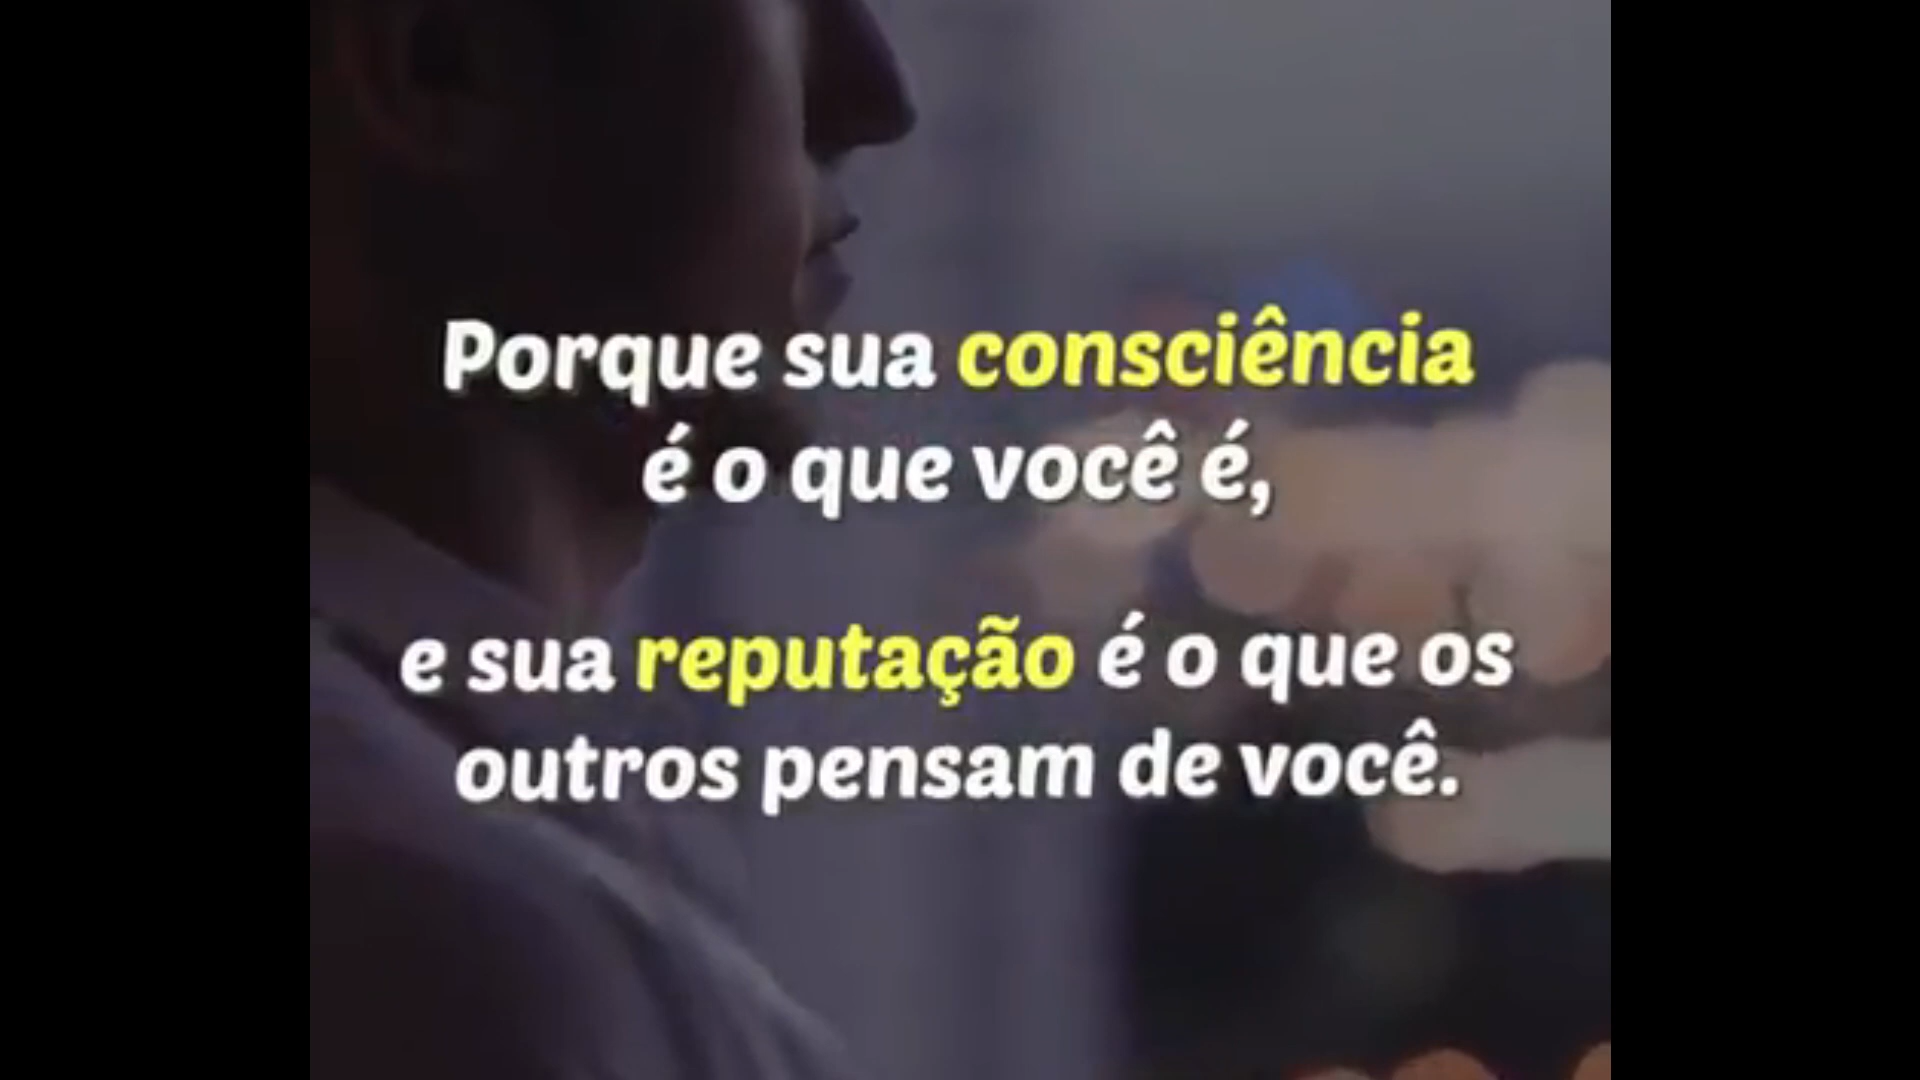 Porque sua consciência
é o que você é,
e sua reputação é o que os
outros pensam de você.